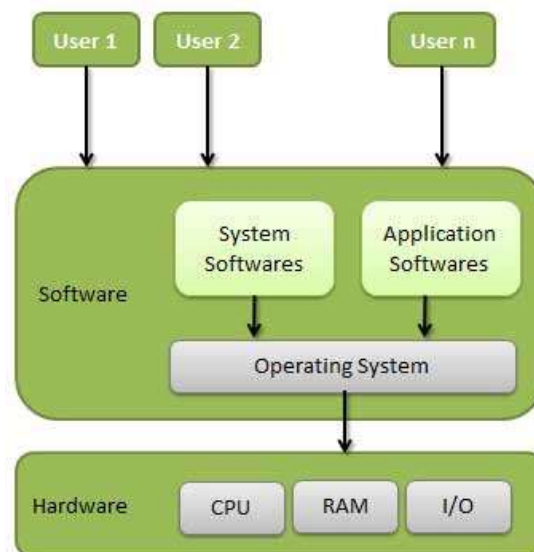 User 1
User 2
User n
System
Softwares
Application
Softwares
Software
Operating System
Hardware
CPU
RAM
I/O